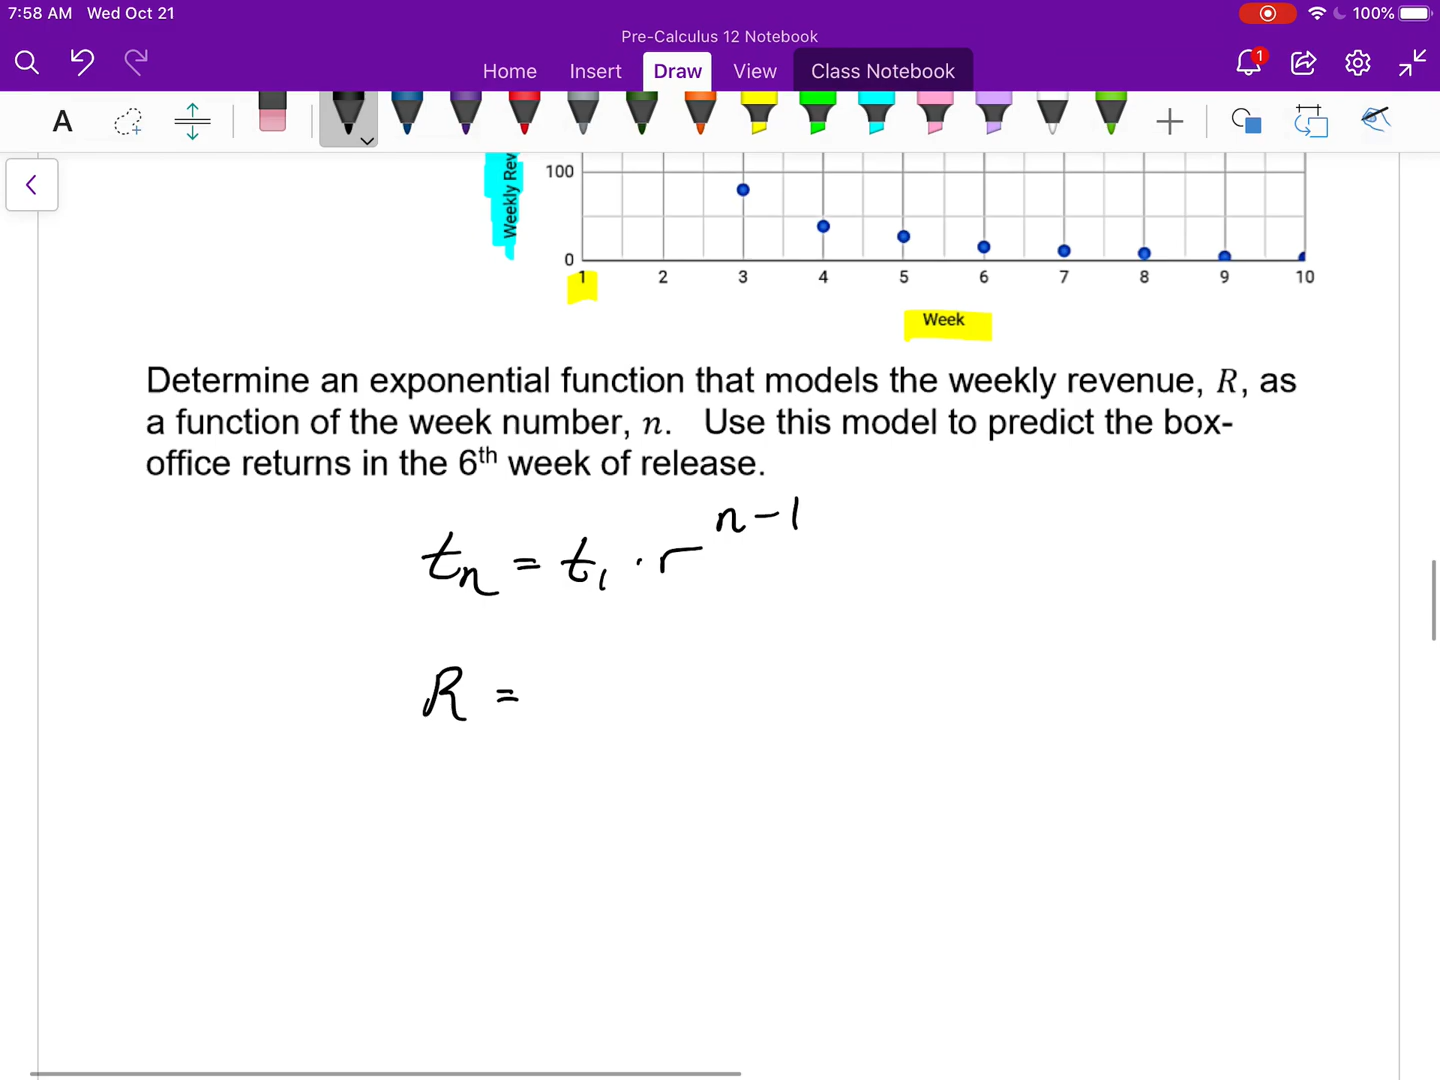 7:58 AM Wed Oct 21 100%
Pre-Calculus 12 Notebook
Home Insert Draw View Class Notebook 1
A
Weekly Rev
100
0
1 2 3 4 5 6 7 8 9 10
Week
Determine an exponential function that models the weekly revenue, R, as
a function of the week number, n. Use this model to predict the box-
office returns in the 6th week of release.
tₙ = t₁ · r^(n-1)
R =